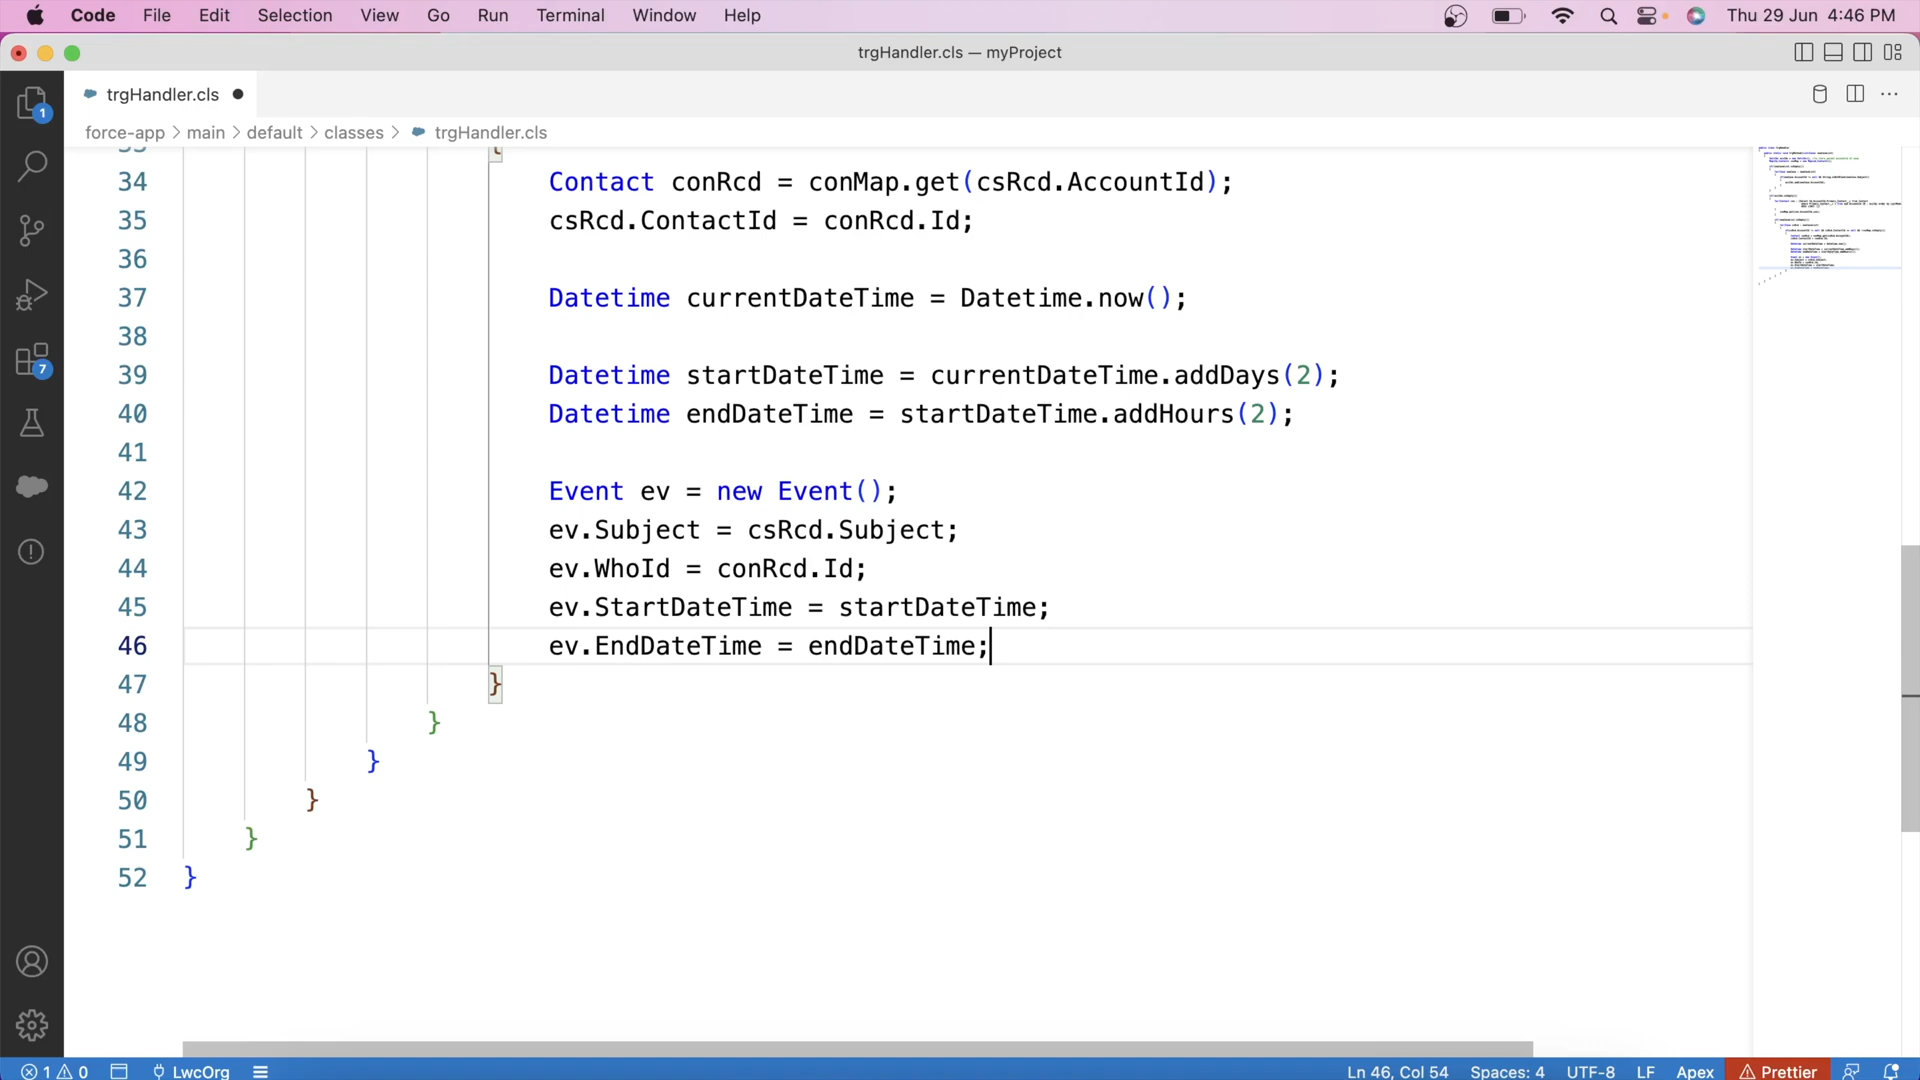 Code File Edit Selection View Go Run Terminal Window Help Thu 29 Jun 4:46 PM
trgHandler.cls — myProject
trgHandler.cls
force-app > main > default > classes > trgHandler.cls
33 {
34 Contact conRcd = conMap.get(csRcd.AccountId);
35 csRcd.ContactId = conRcd.Id;
36
37 Datetime currentDateTime = Datetime.now();
38
39 Datetime startDateTime = currentDateTime.addDays(2);
40 Datetime endDateTime = startDateTime.addHours(2);
41
42 Event ev = new Event();
43 ev.Subject = csRcd.Subject;
44 ev.WhoId = conRcd.Id;
45 ev.StartDateTime = startDateTime;
46 ev.EndDateTime = endDateTime;
47 }
48 }
49 }
50 }
51 }
52 }
1
7
1 0 LwcOrg Ln 46, Col 54 Spaces: 4 UTF-8 LF Apex Prettier